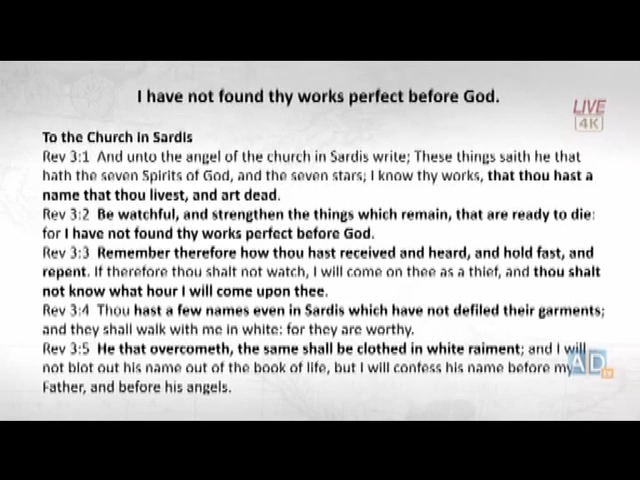 I have not found thy works perfect before God.
LIVE
4K
To the Church in Sardis
Rev 3:1 And unto the angel of the church in Sardis write; These things saith he that
hath the seven Spirits of God, and the seven stars; I know thy works, that thou hast a
name that thou livest, and art dead.
Rev 3:2 Be watchful, and strengthen the things which remain, that are ready to die:
for I have not found thy works perfect before God.
Rev 3:3 Remember therefore how thou hast received and heard, and hold fast, and
repent. If therefore thou shalt not watch, I will come on thee as a thief, and thou shalt
not know what hour I will come upon thee.
Rev 3:4 Thou hast a few names even in Sardis which have not defiled their garments;
and they shall walk with me in white: for they are worthy.
Rev 3:5 He that overcometh, the same shall be clothed in white raiment; and I will
not blot out his name out of the book of life, but I will confess his name before my
AD tv
Father, and before his angels.